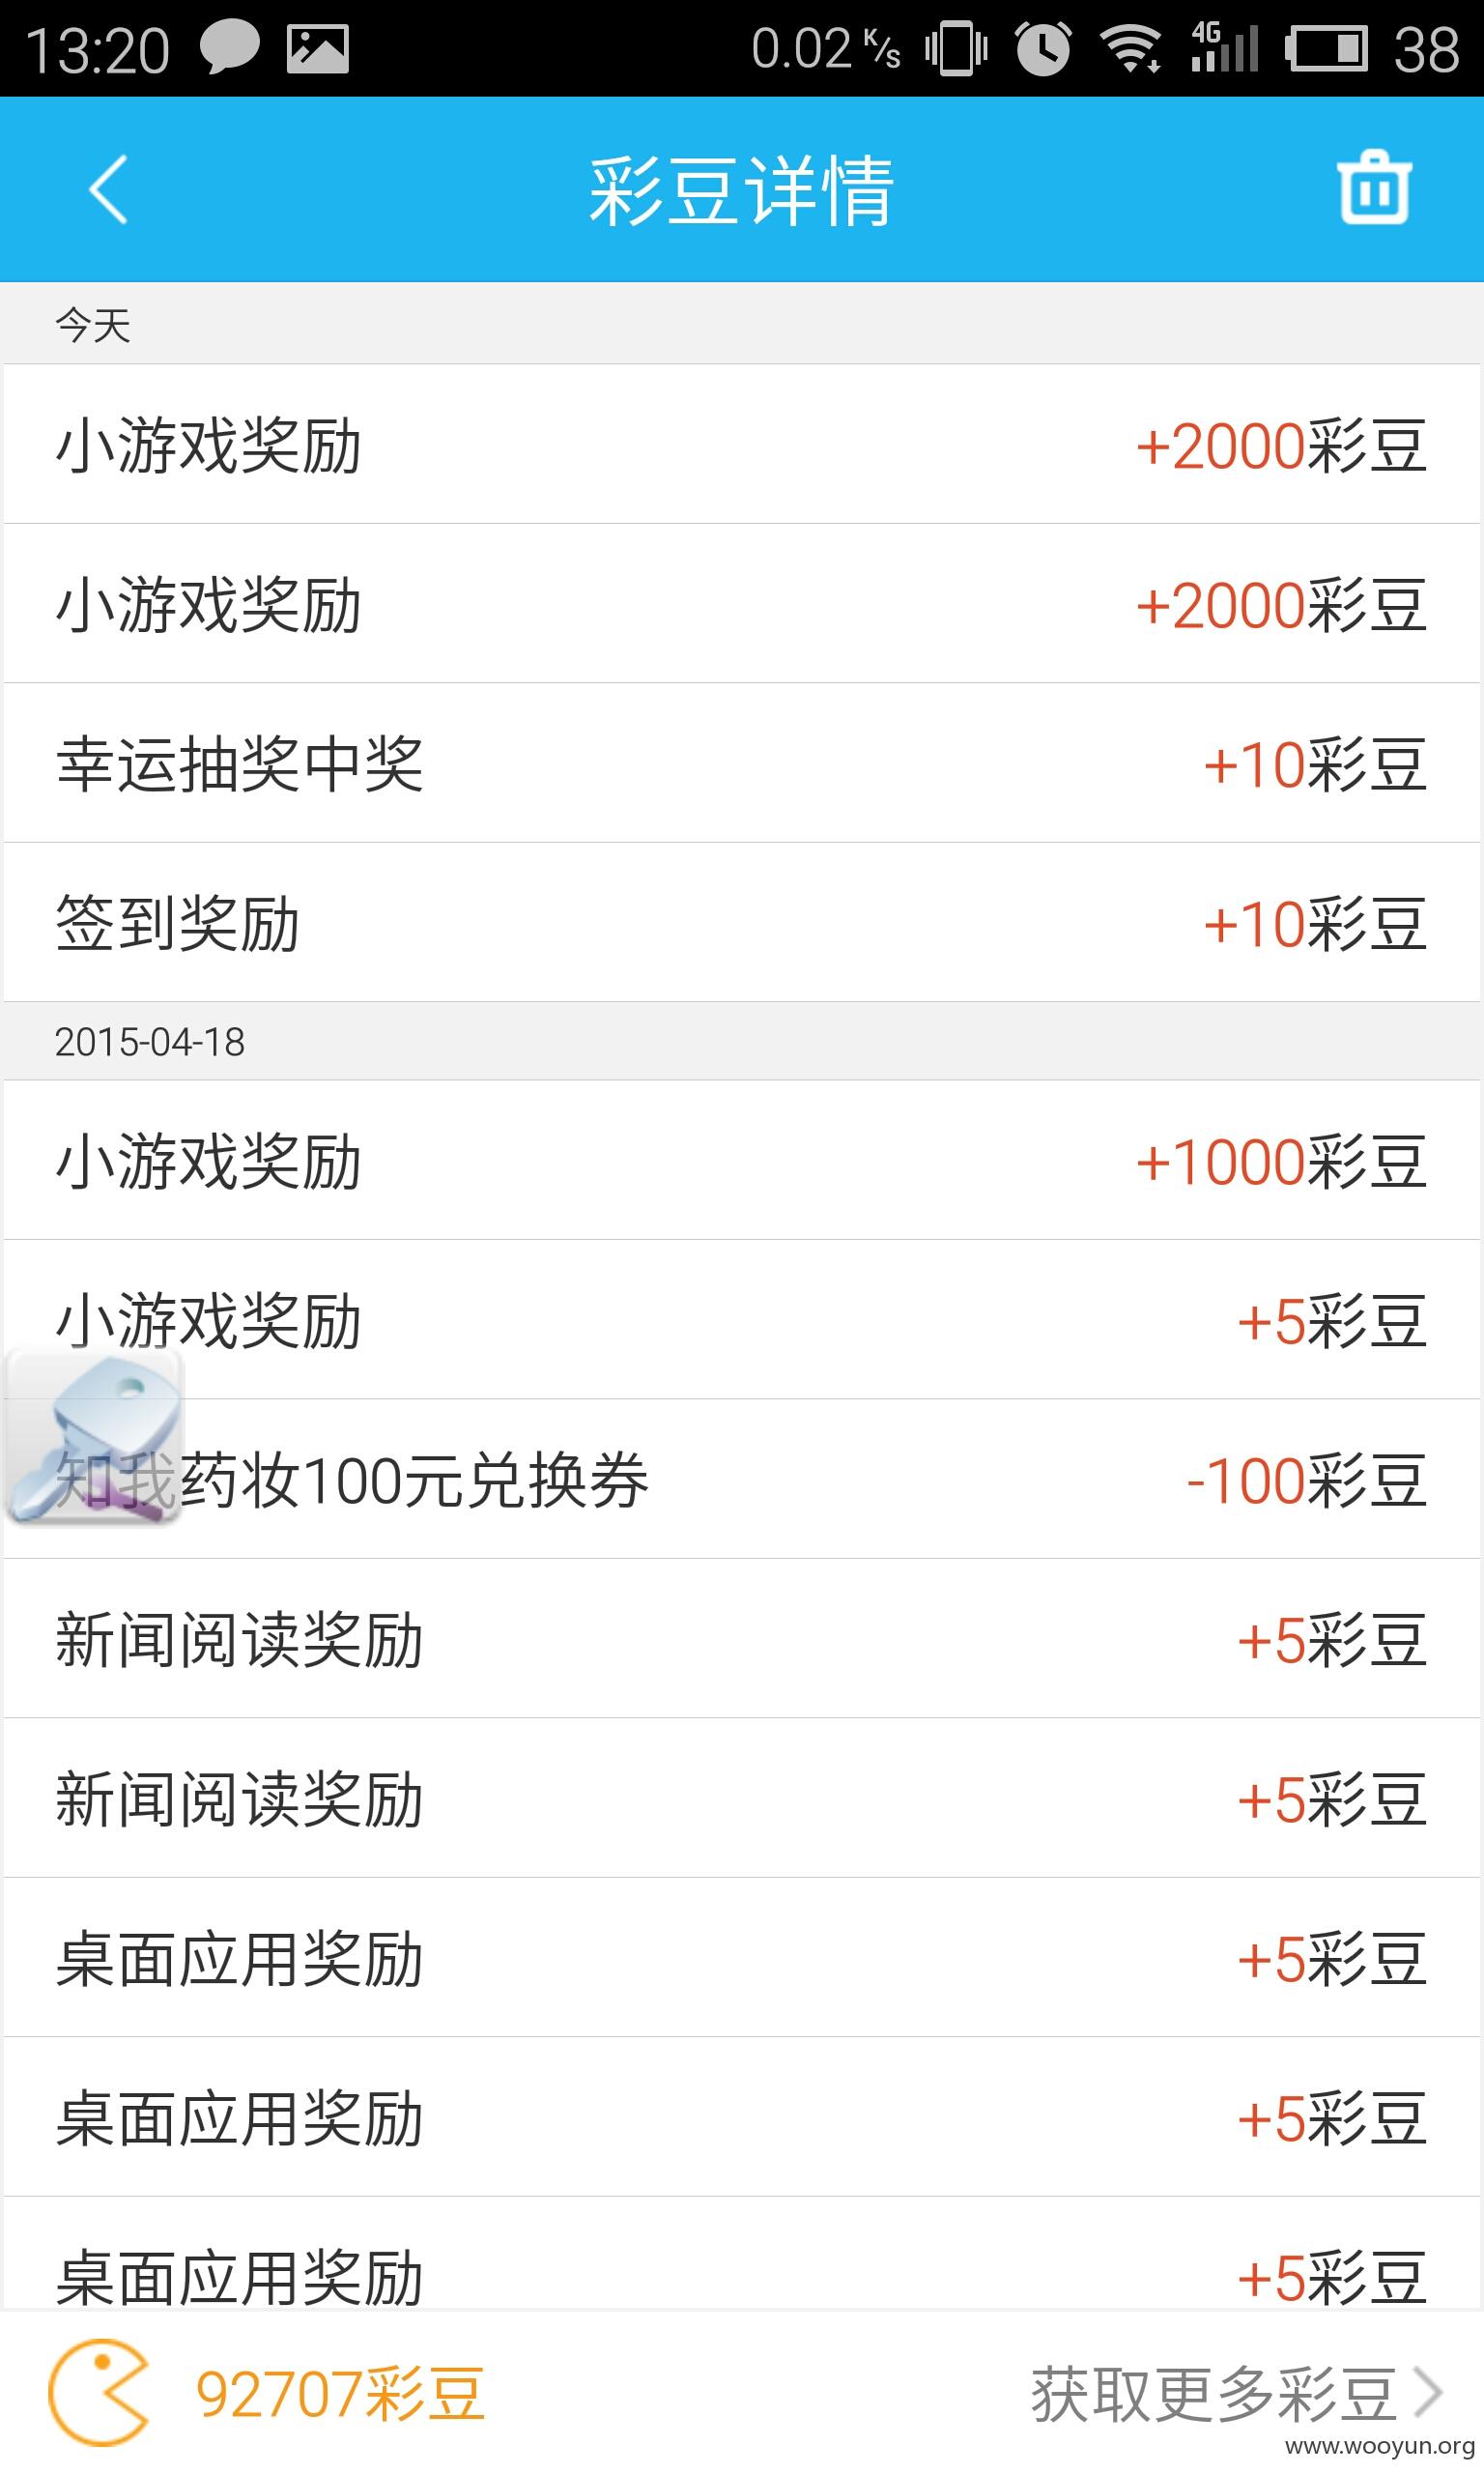 13:20 0.02 K/s 4G 38
彩豆详情
今天
小游戏奖励 +2000彩豆
小游戏奖励 +2000彩豆
幸运抽奖中奖 +10彩豆
签到奖励 +10彩豆
2015-04-18
小游戏奖励 +1000彩豆
小游戏奖励 +5彩豆
知我药妆100元兑换券 -100彩豆
新闻阅读奖励 +5彩豆
新闻阅读奖励 +5彩豆
桌面应用奖励 +5彩豆
桌面应用奖励 +5彩豆
桌面应用奖励 +5彩豆
92707彩豆 获取更多彩豆
www.wooyun.org